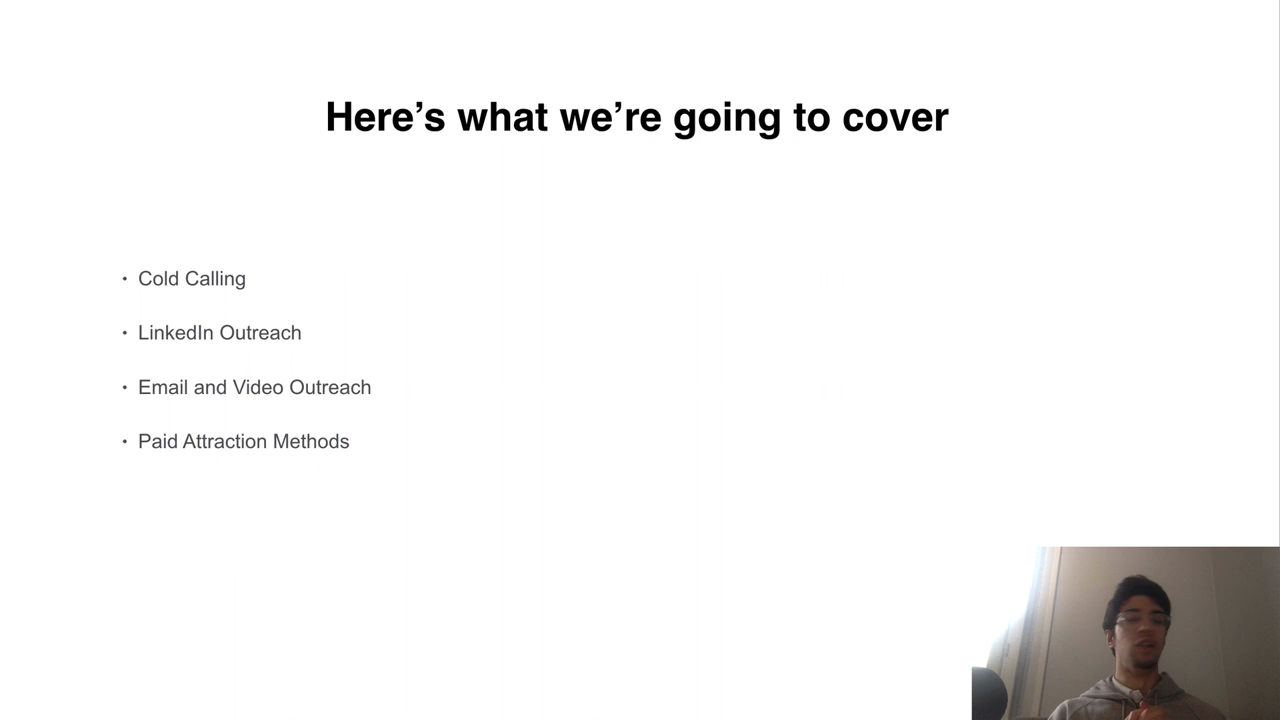 Here’s what we’re going to cover
• Cold Calling
• LinkedIn Outreach
• Email and Video Outreach
• Paid Attraction Methods